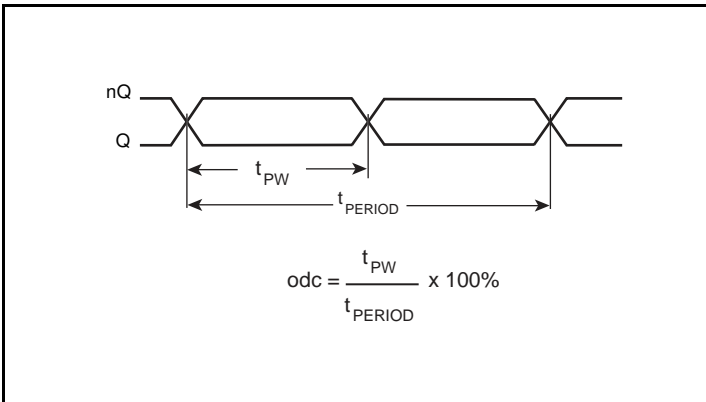 nQ
Q
tPW
tPERIOD
odc = tPW
x 100%
tPERIOD